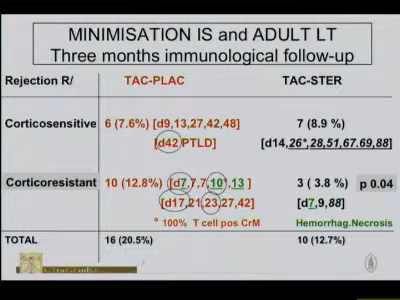 MINIMISATION IS and ADULT LT
Three months immunological follow-up
Rejection R/ TAC-PLAC TAC-STER
Corticosensitive 6 (7.6%) [d9,13,27,42,48] 7 (8.9 %)
[d42,PTLD] [d14,26*,28,51,67.69,88]
Corticoresistant 10 (12.8%) [d7,7,7,10°,13 ] 3 ( 3.8 %) p 0.04
[d17,21,23,27,42] [d7,9,88]
° 100% T cell pos CrM Hemorrhag.Necrosis
TOTAL 16 (20.5%) 10 (12.7%)